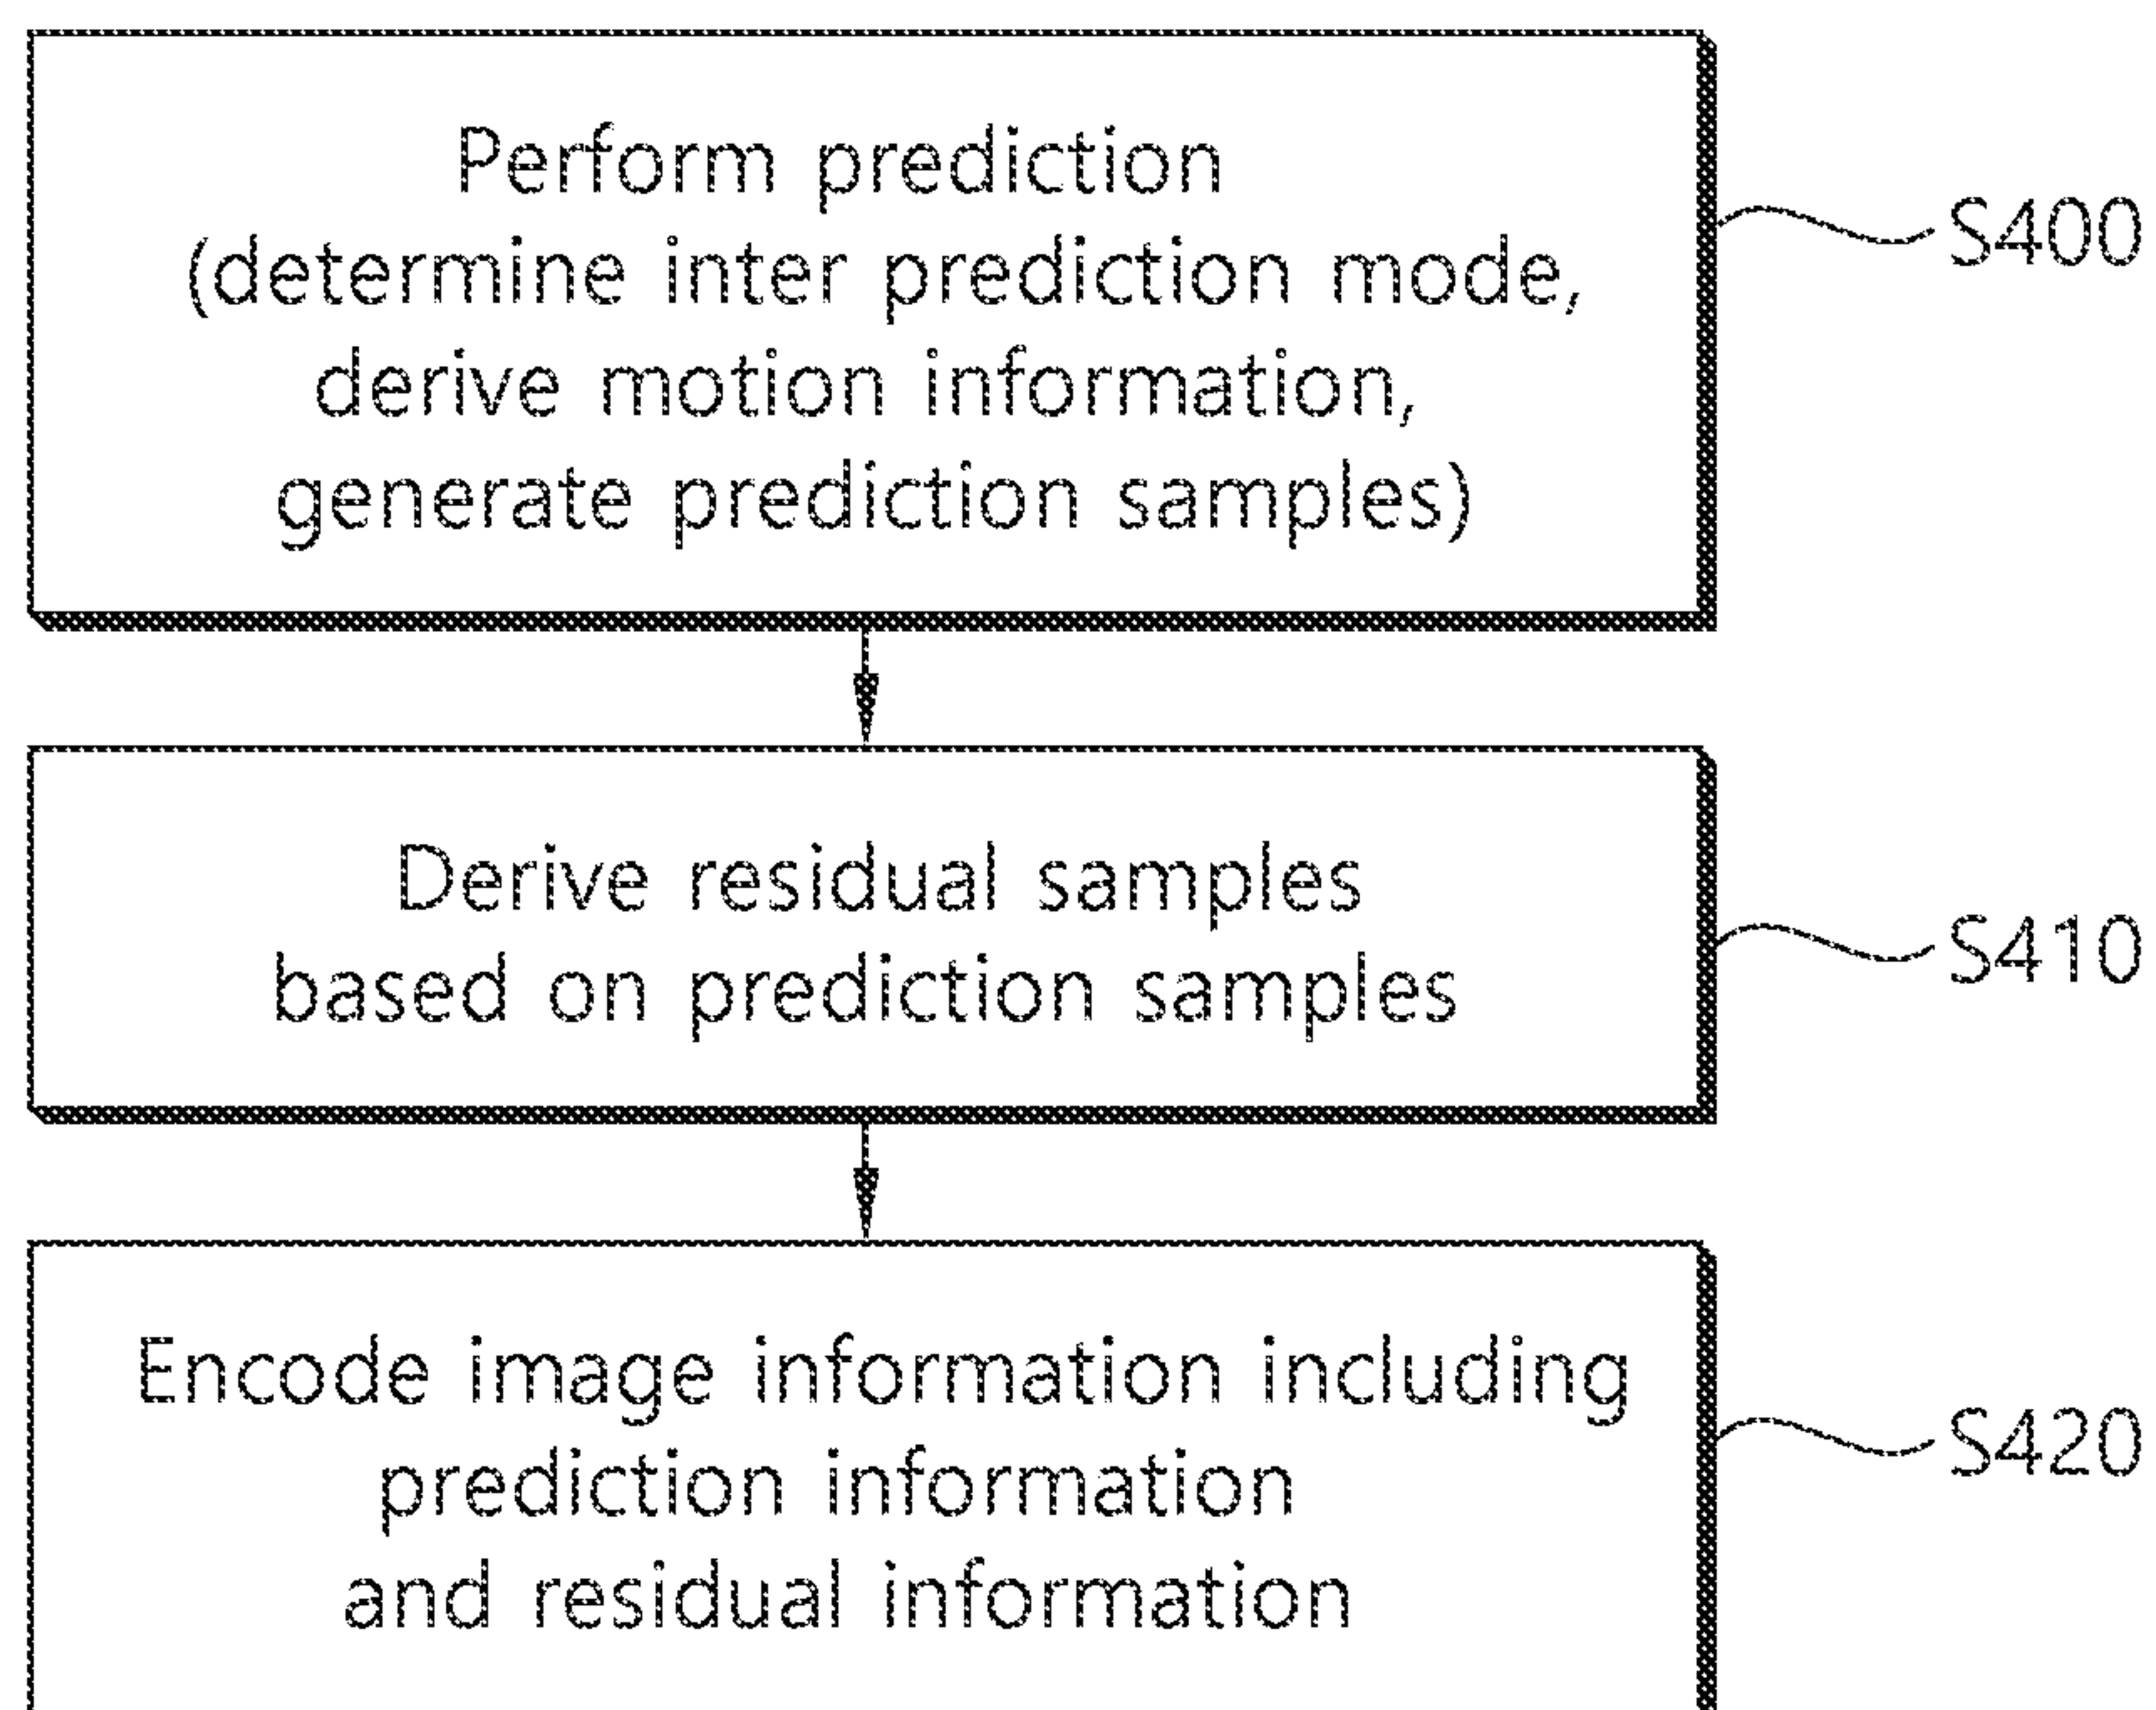 Perform prediction
(determine inter prediction mode,
derive motion information,
generate prediction samples)
S400
Derive residual samples
based on prediction samples
S410
Encode image information including
prediction information
and residual information
S420